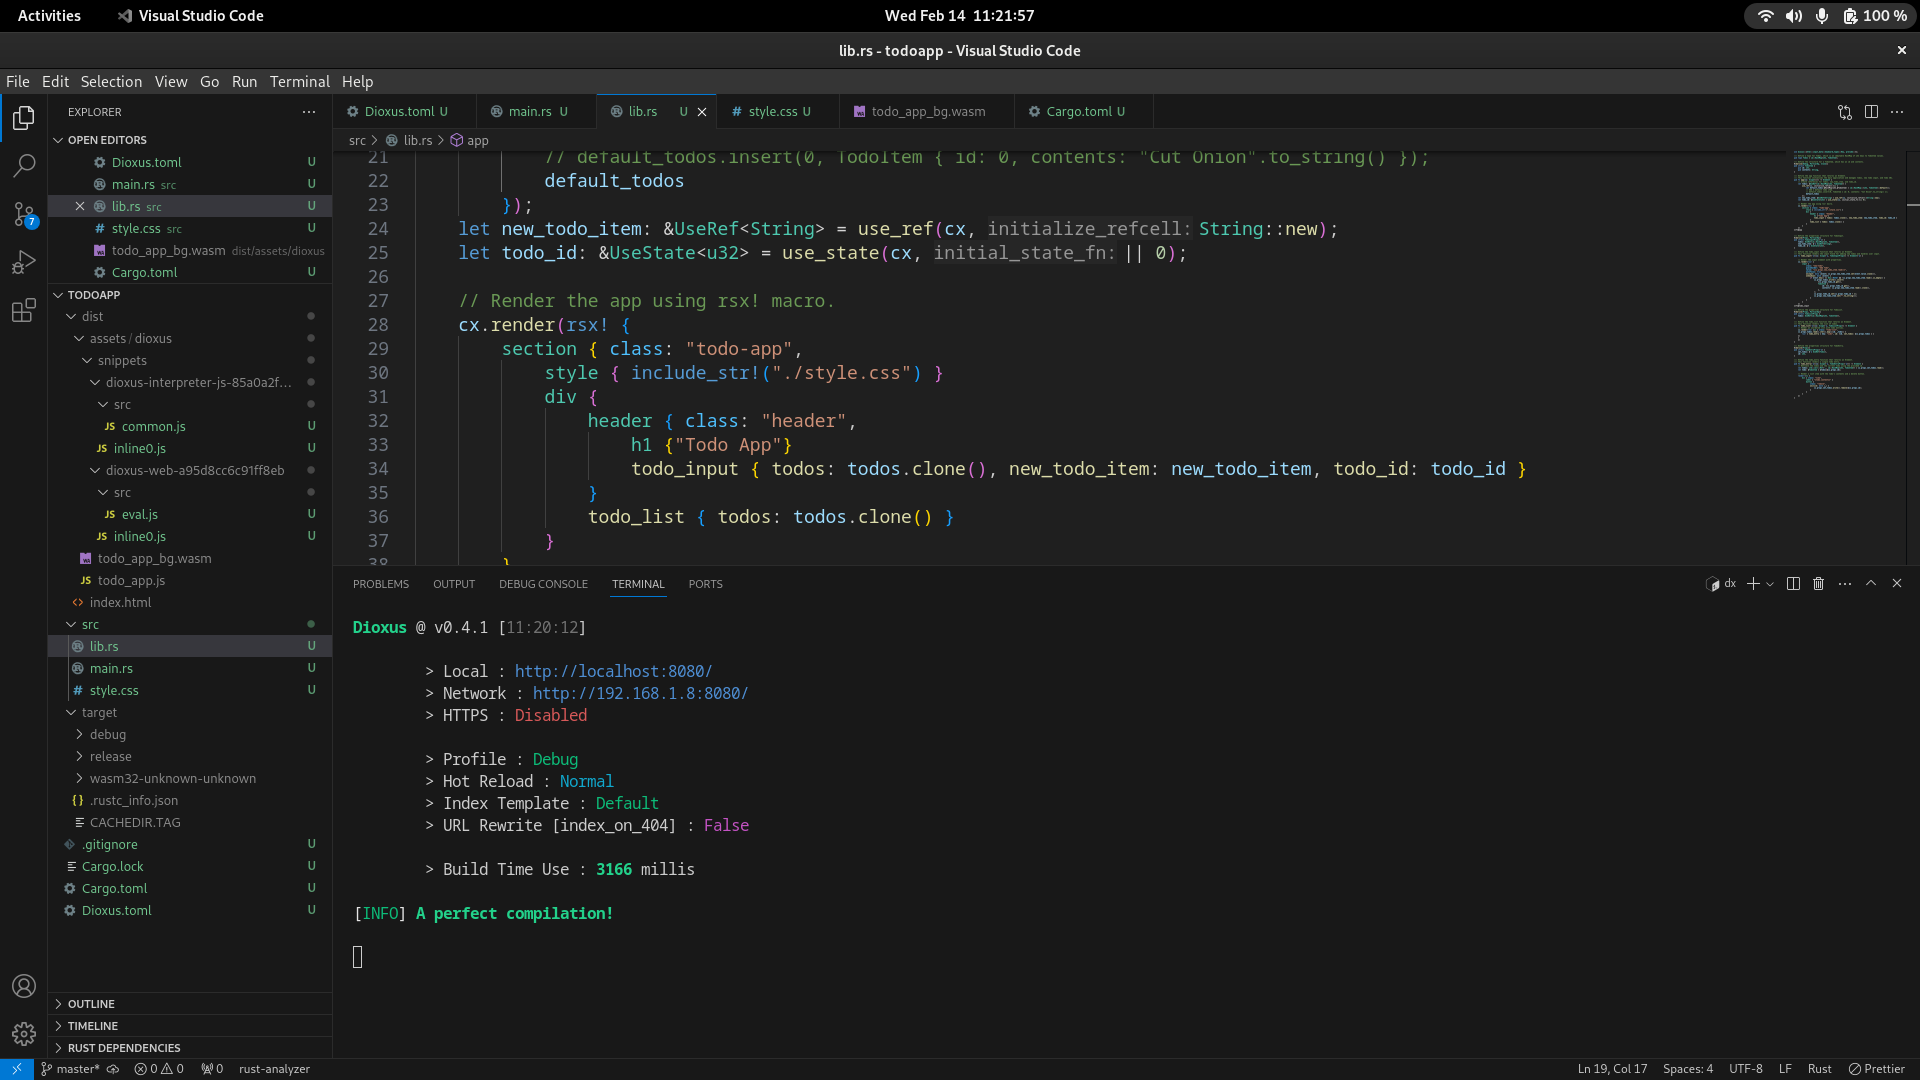 Activities
Visual Studio Code
Wed Feb 14 11:21:57
100 %
lib.rs - todoapp - Visual Studio Code
File Edit Selection View Go Run Terminal Help
EXPLORER
OPEN EDITORS
Dioxus.toml U
main.rs src U
lib.rs src U
style.css src U
todo_app_bg.wasm dist/assets/dioxus
Cargo.toml U
TODOAPP
dist
assets/dioxus
snippets
dioxus-interpreter-js-85a0a2f...
src
common.js U
inline0.js U
dioxus-web-a95d8cc6c91ff8eb
src
eval.js U
inline0.js U
todo_app_bg.wasm
todo_app.js
index.html
src
lib.rs U
main.rs U
style.css U
target
debug
release
wasm32-unknown-unknown
.rustc_info.json
CACHEDIR.TAG
.gitignore U
Cargo.lock U
Cargo.toml U
Dioxus.toml U
OUTLINE
TIMELINE
RUST DEPENDENCIES
7
Dioxus.toml U main.rs U lib.rs U style.css U todo_app_bg.wasm Cargo.toml U
src > lib.rs > app
21 // default_todos.insert(0, TodoItem { id: 0, contents: "Cut Onion".to_string() });
22 default_todos
23 });
24 let new_todo_item: &UseRef<String> = use_ref(cx, initialize_refcell: String::new);
25 let todo_id: &UseState<u32> = use_state(cx, initial_state_fn: || 0);
26
27 // Render the app using rsx! macro.
28 cx.render(rsx! {
29 section { class: "todo-app",
30 style { include_str!("./style.css") }
31 div {
32 header { class: "header",
33 h1 {"Todo App"}
34 todo_input { todos: todos.clone(), new_todo_item: new_todo_item, todo_id: todo_id }
35 }
36 todo_list { todos: todos.clone() }
37 }
38 }
PROBLEMS OUTPUT DEBUG CONSOLE TERMINAL PORTS
dx
Dioxus @ v0.4.1 [11:20:12]
> Local : http://localhost:8080/
> Network : http://192.168.1.8:8080/
> HTTPS : Disabled
> Profile : Debug
> Hot Reload : Normal
> Index Template : Default
> URL Rewrite [index_on_404] : False
> Build Time Use : 3166 millis
[INFO] A perfect compilation!
master* 0 0 0 rust-analyzer
Ln 19, Col 17 Spaces: 4 UTF-8 LF Rust Prettier